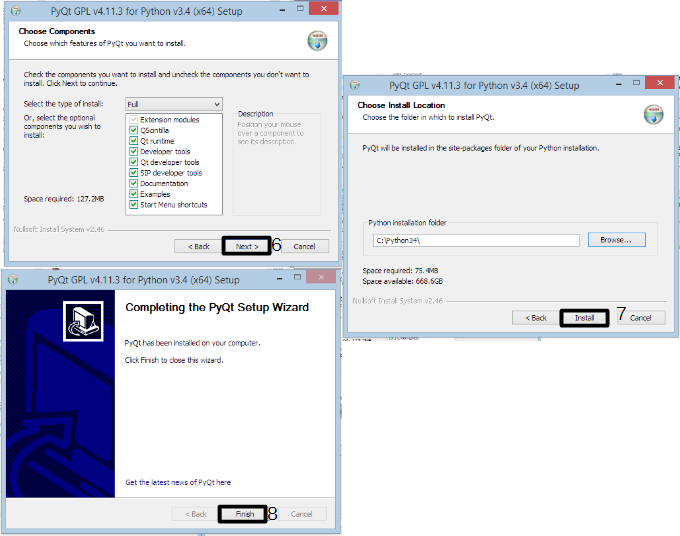 PyQt GPL v4.11.3 for Python v3.4 (x64) Setup
Choose Components
Choose which features of PyQt you want to install.
Check the components you want to install and uncheck the components you don't want to
install. Click Next to continue.
Select the type of install:
Full
Or, select the optional
components you wish to
install:
Extension modules
QScintilla
Qt runtime
Developer tools
Qt developer tools
SIP developer tools
Documentation
Examples
Start Menu shortcuts
Description
Position your mouse
over a component to
see its description.
Space required: 127.2MB
Nullsoft Install System v2.46
< Back
Next >
6
Cancel
PyQt GPL v4.11.3 for Python v3.4 (x64) Setup
Choose Install Location
Choose the folder in which to install PyQt.
PyQt will be installed in the site-packages folder of your Python installation.
Python installation folder
C:\Python34\
Browse...
Space required: 75.4MB
Space available: 668.6GB
Nullsoft Install System v2.46
< Back
Install
7
Cancel
PyQt GPL v4.11.3 for Python v3.4 (x64) Setup
Completing the PyQt Setup Wizard
PyQt has been installed on your computer.
Click Finish to close this wizard.
Get the latest news of PyQt here
< Back
Finish
8
Cancel